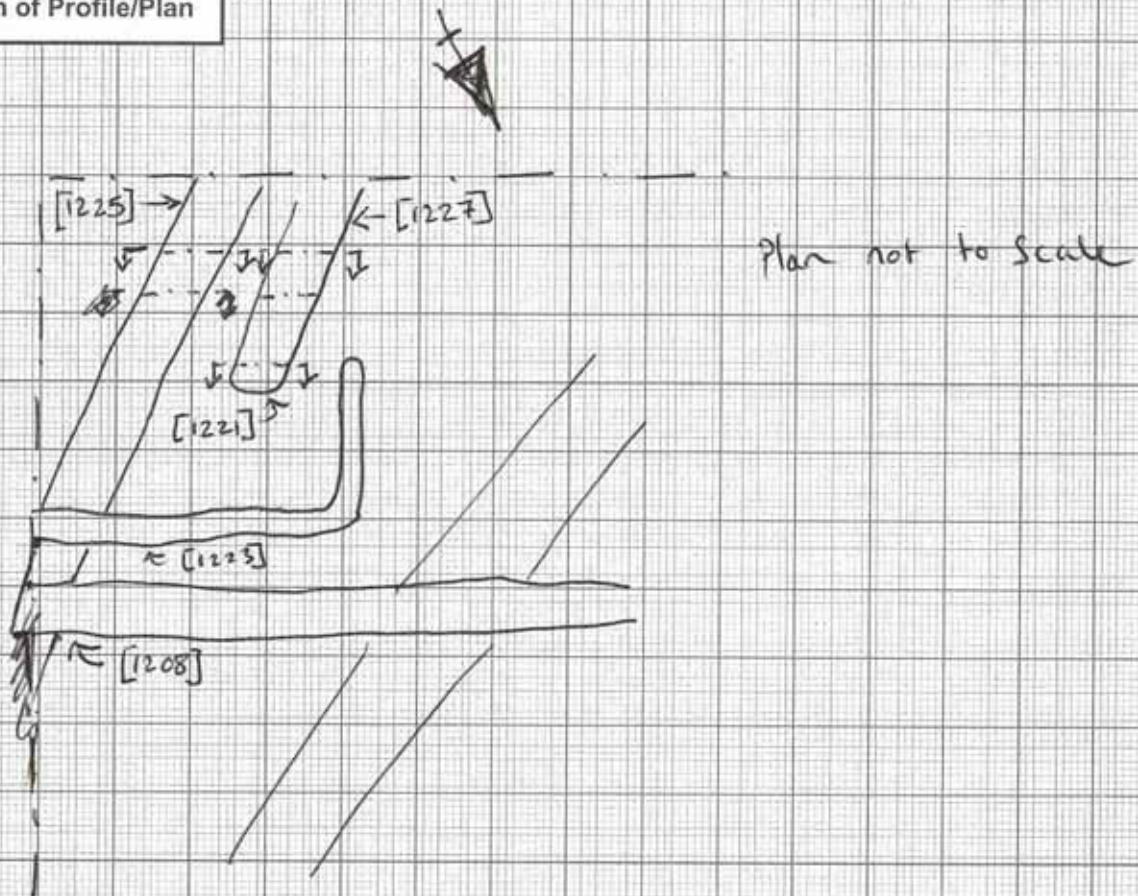 n of Profile/Plan
[1225]
[1227]
Plan not to Scale
[1221]
[1223]
[1208]